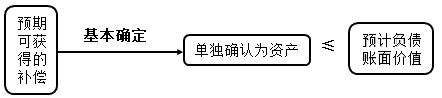 预期
可获
得的
补偿
基本确定
单独确认为资产
≤
预计负债
账面价值